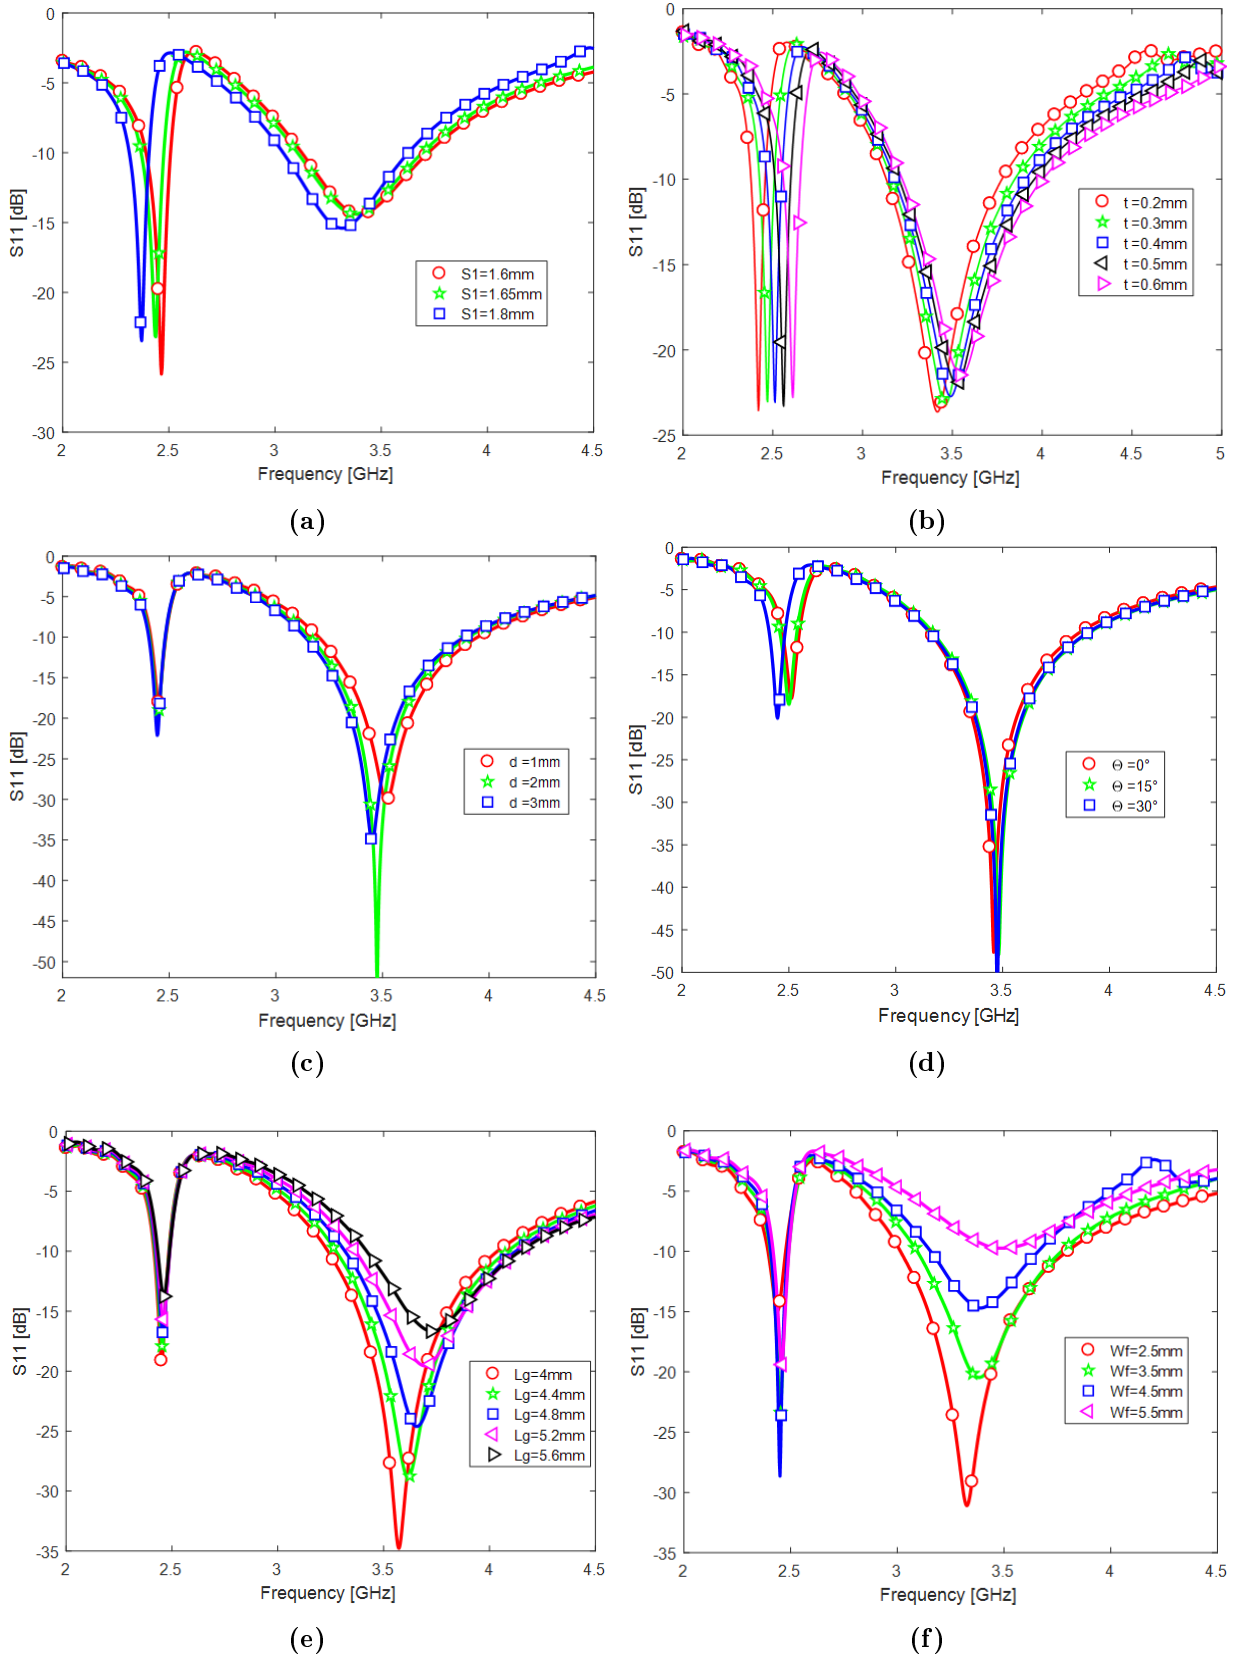 0
-5
-10
-15
-20
-25
-30
2 2.5 3 3.5 4 4.5
S11 [dB]
Frequency [GHz]
S1=1.6mm
S1=1.65mm
S1=1.8mm
(a)
0
-5
-10
-15
-20
-25
2 2.5 3 3.5 4 4.5 5
S11 [dB]
Frequency [GHz]
t=0.2mm
t=0.3mm
t=0.4mm
t=0.5mm
t=0.6mm
(b)
0
-5
-10
-15
-20
-25
-30
-35
-40
-45
-50
2 2.5 3 3.5 4 4.5
S11 [dB]
Frequency [GHz]
d =1mm
d =2mm
d =3mm
(c)
0
-5
-10
-15
-20
-25
-30
-35
-40
-45
-50
2 2.5 3 3.5 4 4.5
S11 [dB]
Frequency [GHz]
Θ =0°
Θ =15°
Θ =30°
(d)
0
-5
-10
-15
-20
-25
-30
-35
2 2.5 3 3.5 4 4.5
S11 [dB]
Frequency [GHz]
Lg=4mm
Lg=4.4mm
Lg=4.8mm
Lg=5.2mm
Lg=5.6mm
(e)
0
-5
-10
-15
-20
-25
-30
-35
2 2.5 3 3.5 4 4.5
S11 [dB]
Frequency [GHz]
Wf=2.5mm
Wf=3.5mm
Wf=4.5mm
Wf=5.5mm
(f)